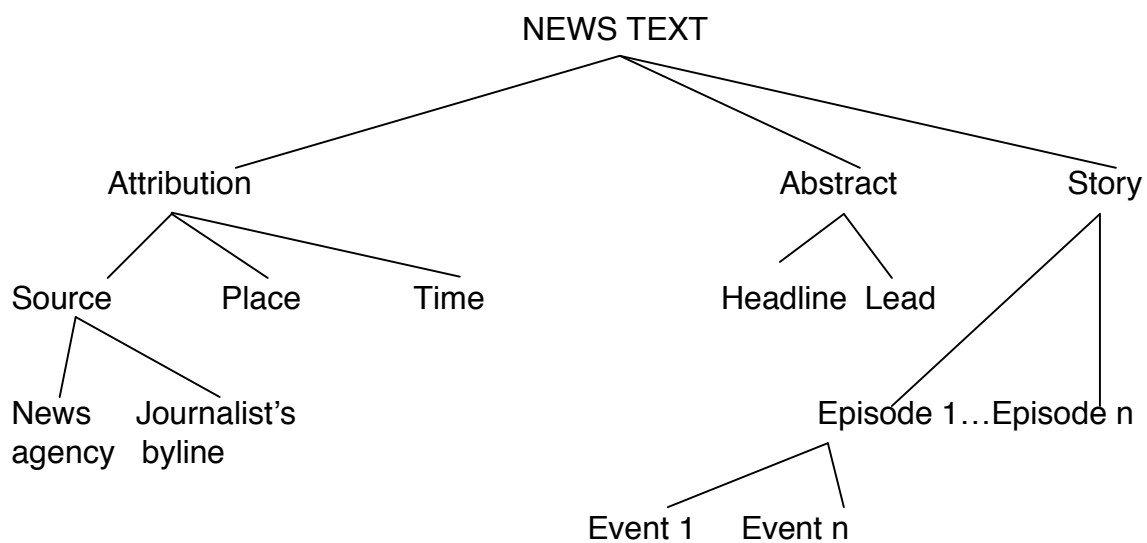 NEWS TEXT
Attribution Abstract Story
Source Place Time Headline Lead
News Journalist’s Episode 1…Episode n
agency byline
Event 1 Event n